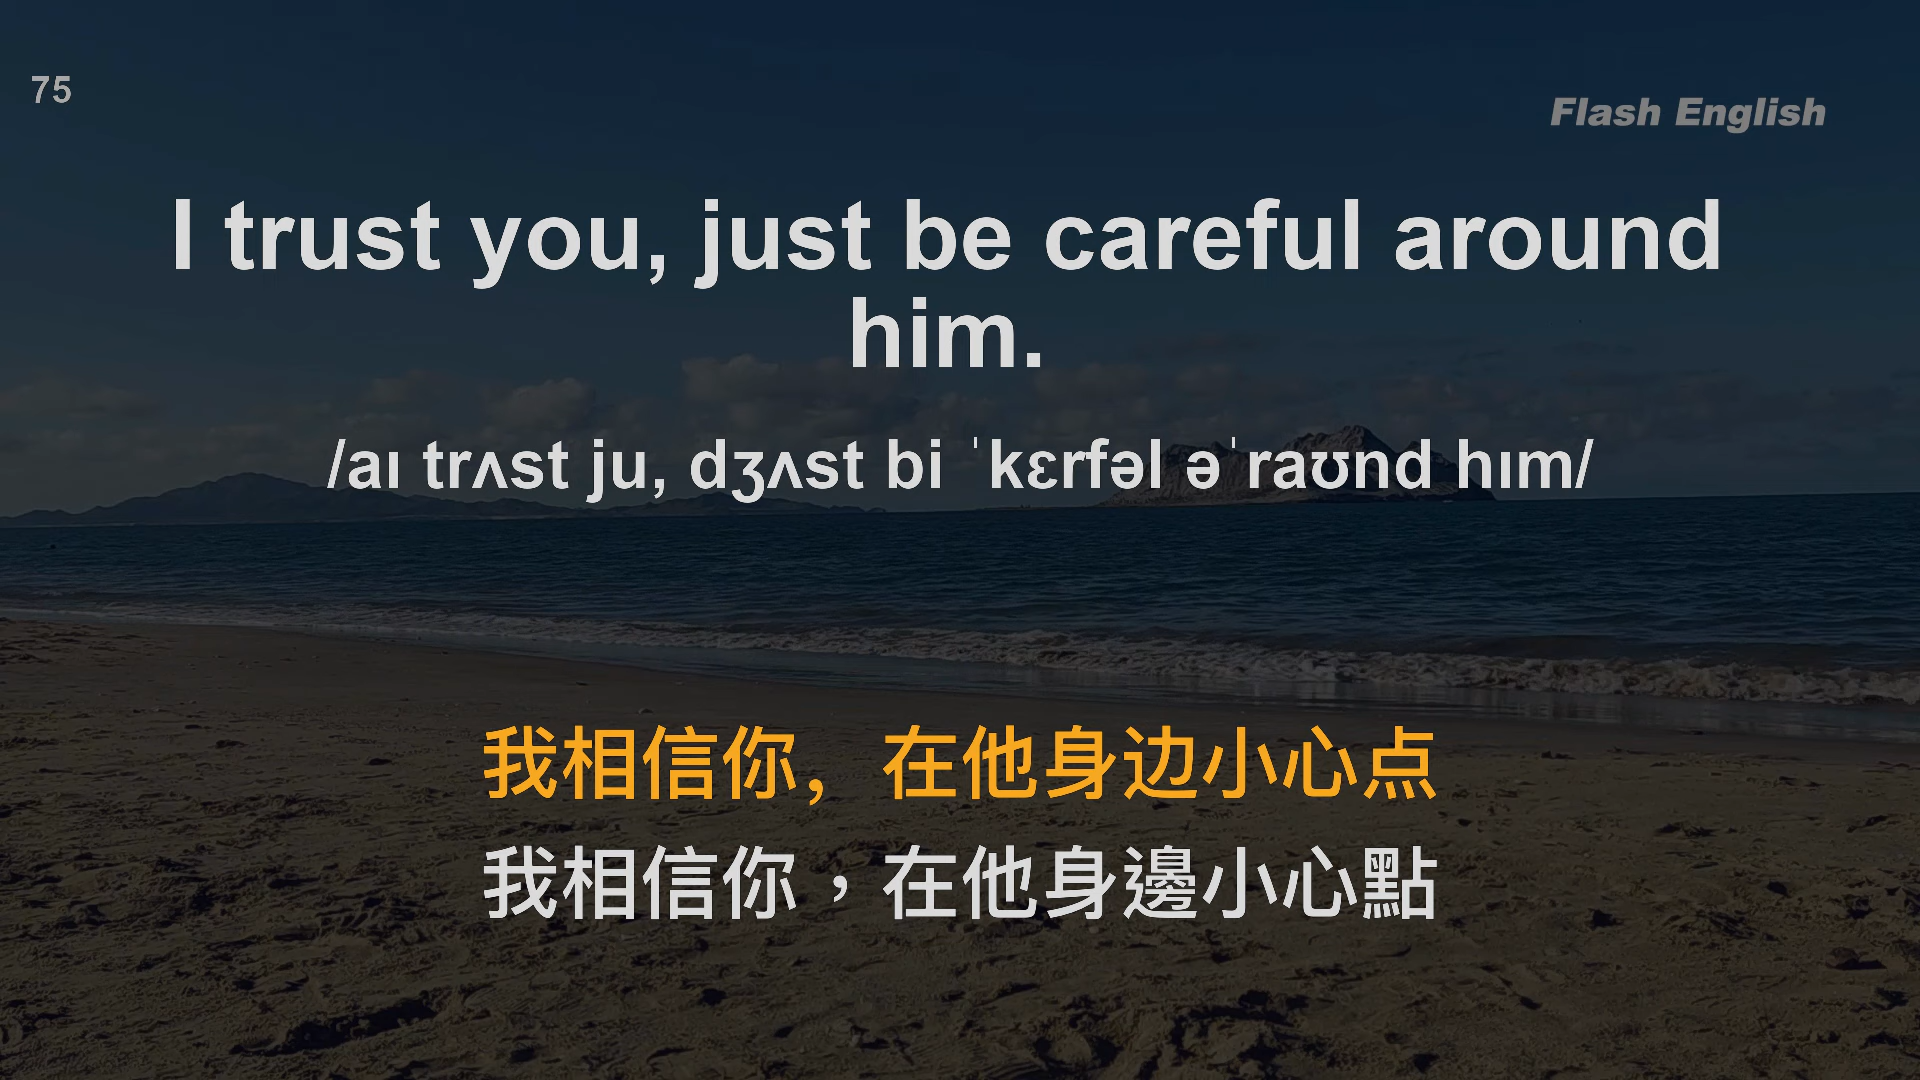 75
Flash English
I trust you, just be careful around
him.
/aɪ trʌst ju, dʒʌst bi ˈkɛrfəl əˈraʊnd hɪm/
我相信你，在他身边小心点
我相信你，在他身邊小心點